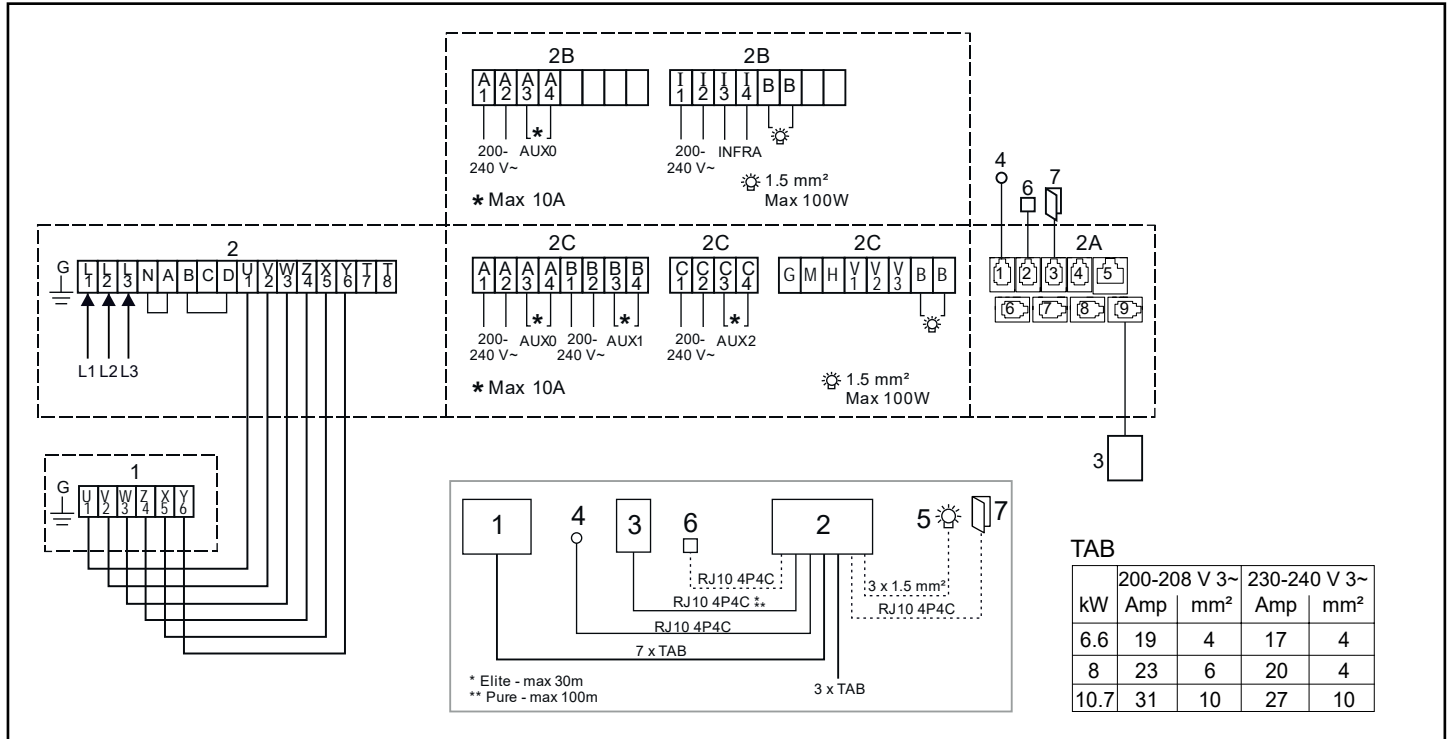 2B 2B
A1 A2 A3 A4
I1 I2 I3 I4 B B
200-240 V~ AUX0
*
200-240 V~ INFRA
* Max 10A
1.5 mm²
Max 100W
4 6 7
2
G L1 L2 L3 N A B C D U1 V2 W3 Z4 X5 Y6 T7 T8
L1 L2 L3
2C 2C 2C
A1 A2 A3 A4 B1 B2 B3 B4
C1 C2 C3 C4
G M H V1 V2 V3 B B
* * *
200-240 V~ AUX0 200-240 V~ AUX1
200-240 V~ AUX2
* Max 10A
1.5 mm²
Max 100W
2A
1 2 3 4 5
6 7 8 9
3
1
G U1 V2 W3 Z4 X5 Y6
1 4 3 6 2 5 7
RJ10 4P4C
3 x 1.5 mm²
RJ10 4P4C * **
RJ10 4P4C
RJ10 4P4C
7 x TAB
3 x TAB
* Elite - max 30m
** Pure - max 100m
TAB
200-208 V 3~ 230-240 V 3~
kW Amp mm² Amp mm²
6.6 19 4 17 4
8 23 6 20 4
10.7 31 10 27 10